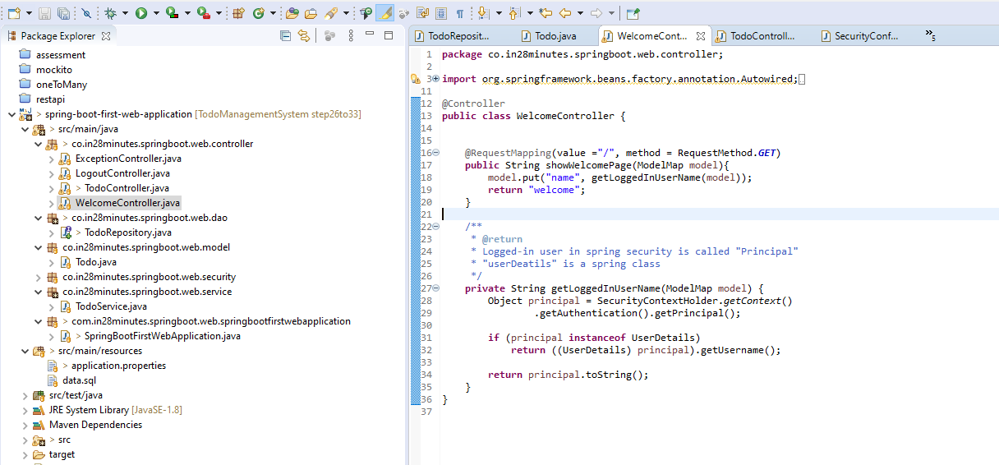 Package Explorer
assessment
mockito
oneToMany
restapi
> spring-boot-first-web-application [TodoManagementSystem step26to33]
> src/main/java
> co.in28minutes.springboot.web.controller
ExceptionController.java
LogoutController.java
> TodoController.java
WelcomeController.java
> co.in28minutes.springboot.web.dao
> TodoRepository.java
co.in28minutes.springboot.web.model
Todo.java
co.in28minutes.springboot.web.security
co.in28minutes.springboot.web.service
TodoService.java
> com.in28minutes.springboot.web.springbootfirstwebapplication
> SpringBootFirstWebApplication.java
> src/main/resources
> application.properties
data.sql
src/test/java
JRE System Library [JavaSE-1.8]
Maven Dependencies
> src
target
TodoReposit... Todo.java WelcomeCont... TodoControll... SecurityConf... »5
1 package co.in28minutes.springboot.web.controller;
2
3 import org.springframework.beans.factory.annotation.Autowired;
11
12 @Controller
13 public class WelcomeController {
14
15
16 @RequestMapping(value ="/", method = RequestMethod.GET)
17 public String showWelcomePage(ModelMap model){
18 model.put("name", getLoggedInUserName(model));
19 return "welcome";
20 }
21
22 /**
23 * @return
24 * Logged-in user in spring security is called "Principal"
25 * "userDeatils" is a spring class
26 */
27 private String getLoggedInUserName(ModelMap model) {
28 Object principal = SecurityContextHolder.getContext()
29 .getAuthentication().getPrincipal();
30
31 if (principal instanceof UserDetails)
32 return ((UserDetails) principal).getUsername();
33
34 return principal.toString();
35 }
36 }
37